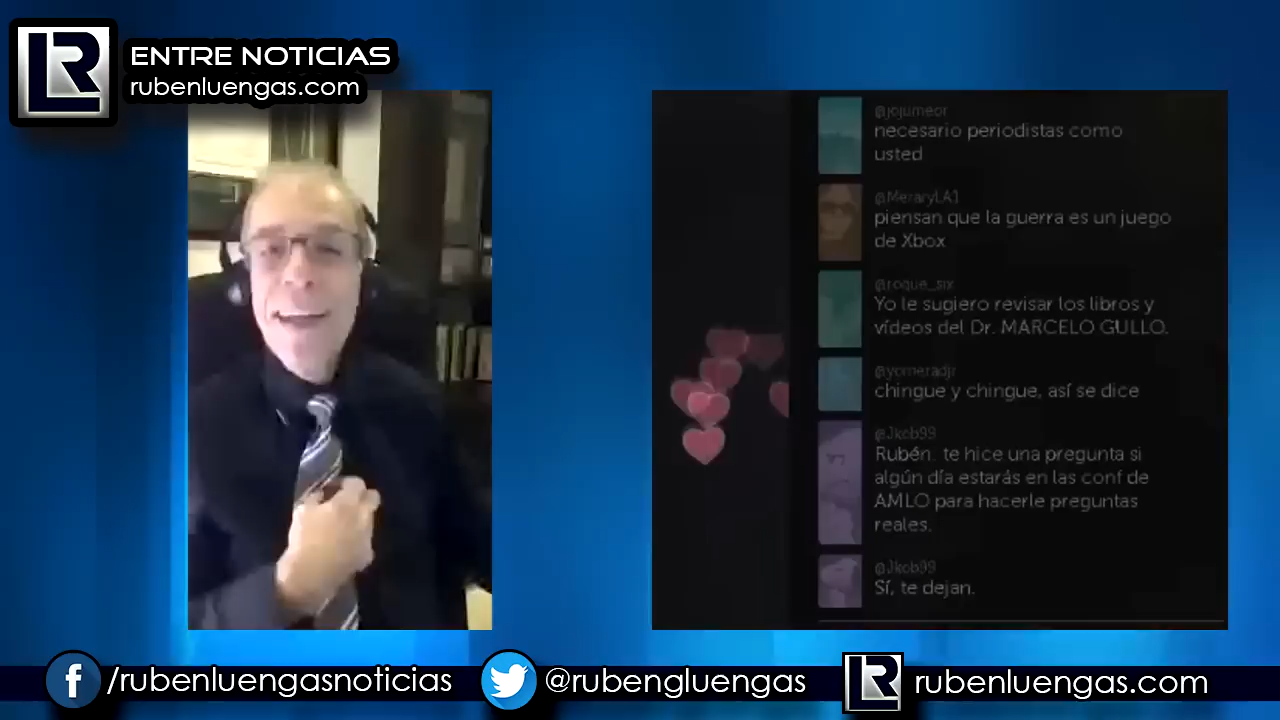 LR
ENTRE NOTICIAS
rubenluengas.com
@jojumeor
necesario periodistas como
usted
@MeraryLA1
piensan que la guerra es un juego
de Xbox
@roque_six
Yo le sugiero revisar los libros y
vídeos del Dr. MARCELO GULLO.
@yomeradjr
chingue y chingue, así se dice
@Jkob99
Rubén. te hice una pregunta si
algún día estarás en las conf de
AMLO para hacerle preguntas
reales.
@Jkob99
Sí, te dejan.
f /rubenluengasnoticias
@rubengluengas
LR rubenluengas.com